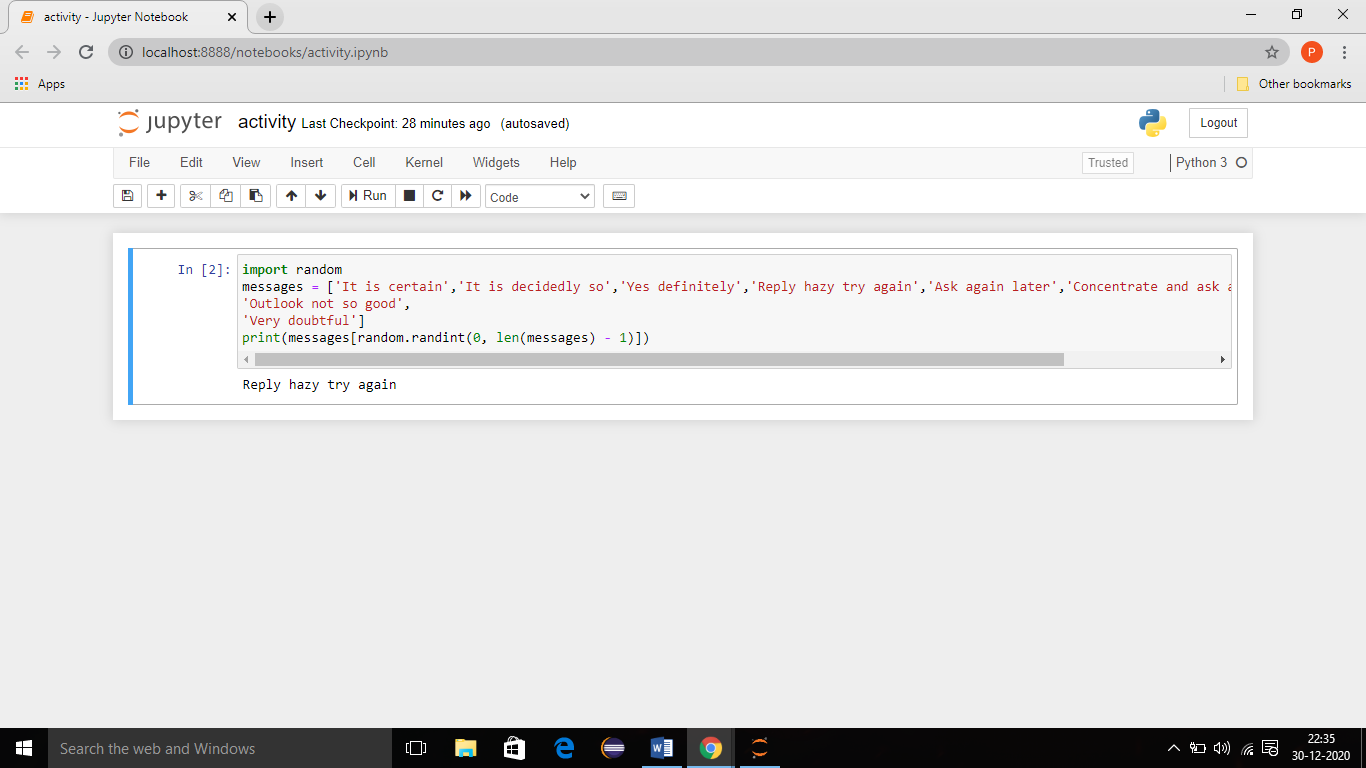 activity - Jupyter Notebook
localhost:8888/notebooks/activity.ipynb
P
Apps
Other bookmarks
jupyter activity Last Checkpoint: 28 minutes ago (autosaved)
Logout
File Edit View Insert Cell Kernel Widgets Help
Trusted
Python 3
Run
Code
In [2]: import random
messages = ['It is certain','It is decidedly so','Yes definitely','Reply hazy try again','Ask again later','Concentrate and ask
'Outlook not so good',
'Very doubtful']
print(messages[random.randint(0, len(messages) - 1)])
Reply hazy try again
Search the web and Windows
22:35
30-12-2020